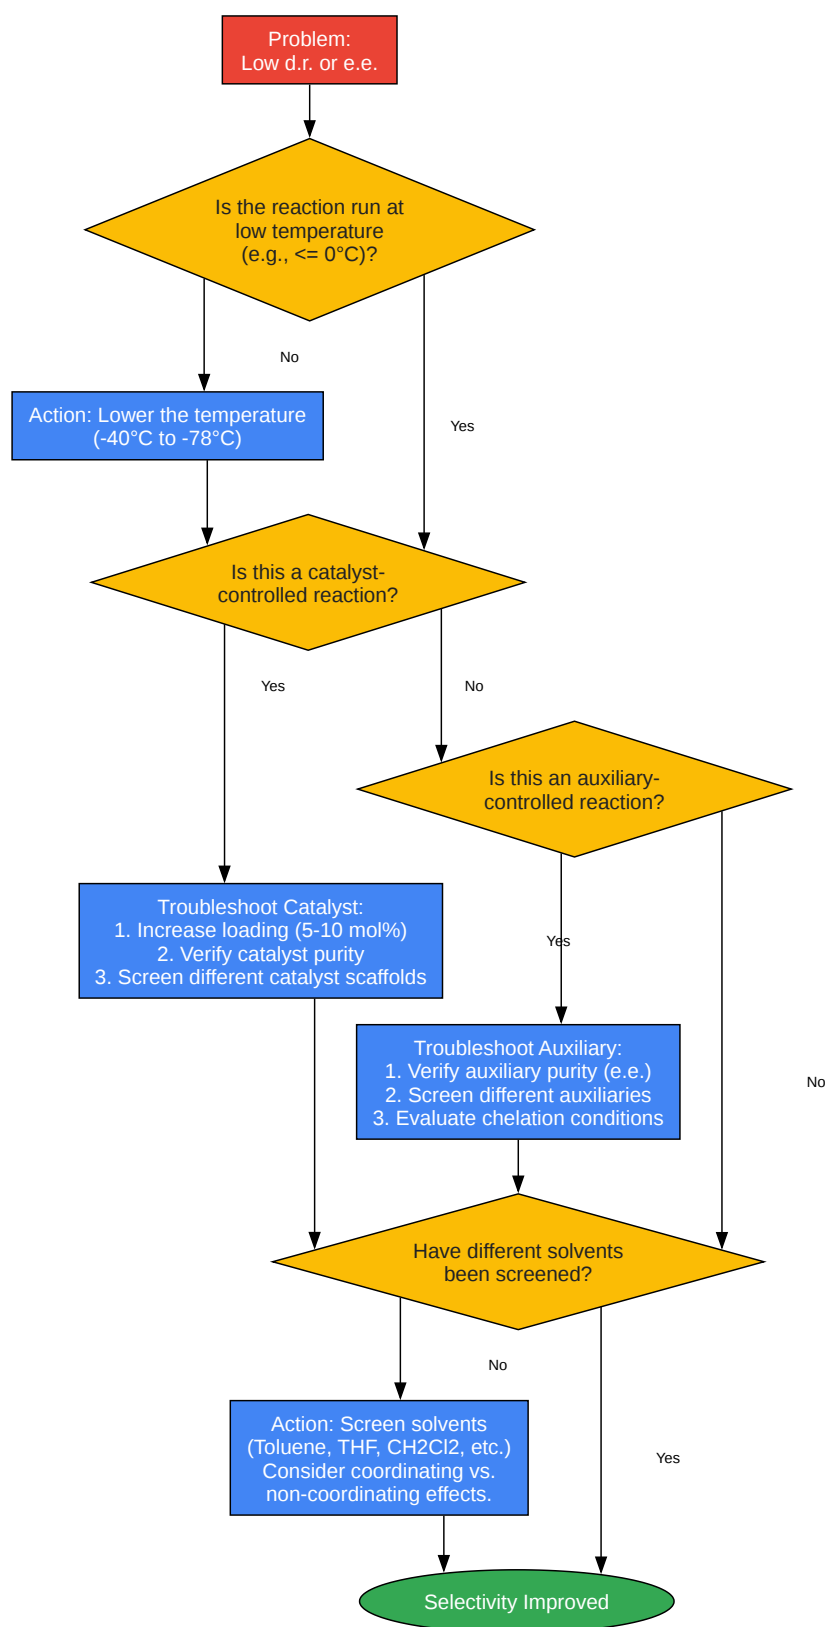 Problem:
Low d.r. or e.e.
Is the reaction run at
low temperature
(e.g., <= 0°C)?
No
Yes
Action: Lower the temperature
(-40°C to -78°C)
Is this a catalyst-
controlled reaction?
Yes
No
Is this an auxiliary-
controlled reaction?
Troubleshoot Catalyst:
1. Increase loading (5-10 mol%)
2. Verify catalyst purity
3. Screen different catalyst scaffolds
Yes
Troubleshoot Auxiliary:
1. Verify auxiliary purity (e.e.)
2. Screen different auxiliaries
3. Evaluate chelation conditions
No
Have different solvents
been screened?
No
Action: Screen solvents
(Toluene, THF, CH2Cl2, etc.)
Consider coordinating vs.
non-coordinating effects.
Yes
Selectivity Improved